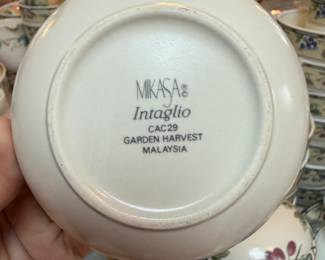 MIKASA®©
Intaglio
CAC29
GARDEN HARVEST
MALAYSIA